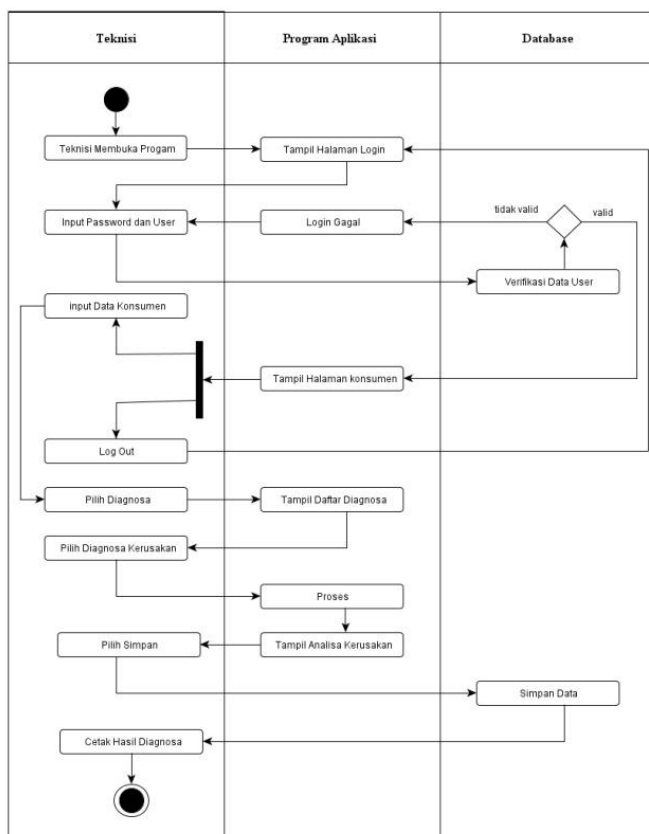 Teknisi
Program Aplikasi
Database
Teknisi Membuka Progam
Tampil Halaman Login
tidak valid
valid
Input Password dan User
Login Gagal
Verifikasi Data User
input Data Konsumen
Tampil Halaman konsumen
Log Out
Pilih Diagnosa
Tampil Daftar Diagnosa
Pilih Diagnosa Kerusakan
Proses
Pilih Simpan
Tampil Analisa Kerusakan
Simpan Data
Cetak Hasil Diagnosa